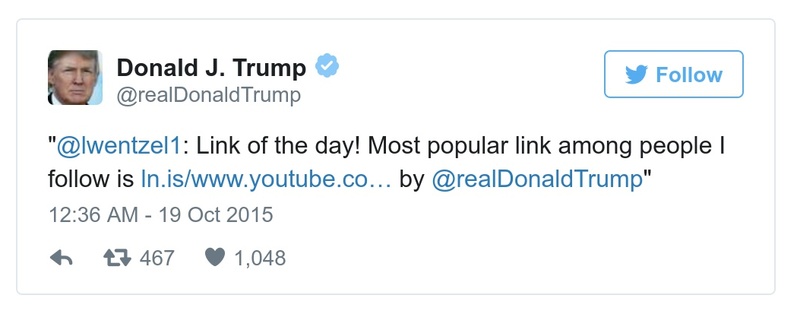 Donald J. Trump
@realDonaldTrump
Follow
"@lwentzel1: Link of the day! Most popular link among people I
follow is ln.is/www.youtube.co… by @realDonaldTrump"
12:36 AM - 19 Oct 2015
467 1,048